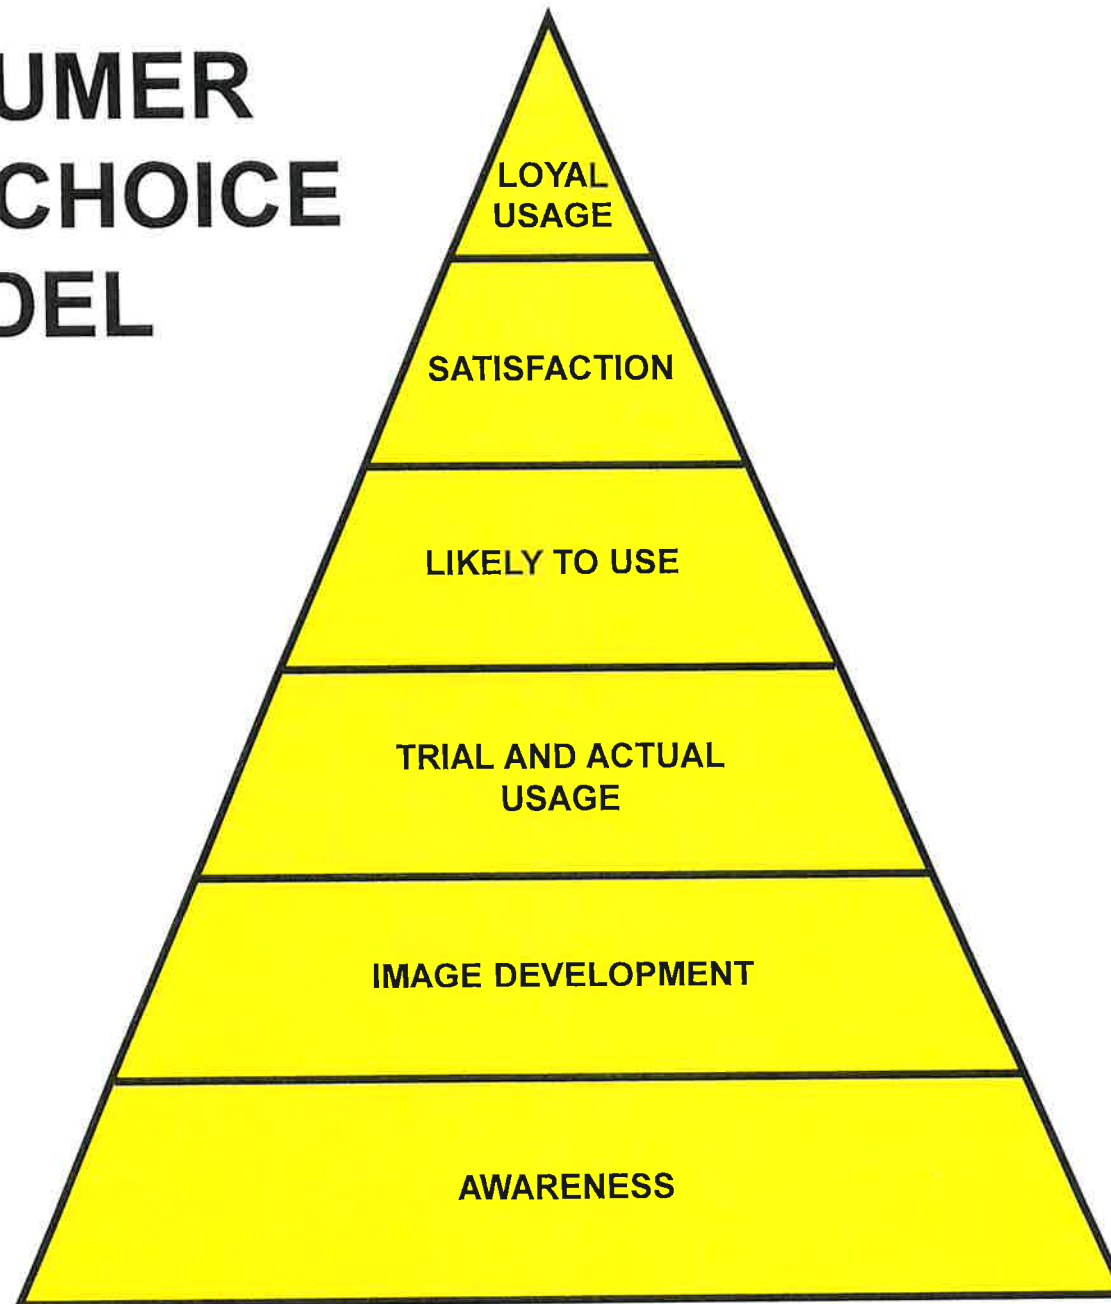 UMER
CHOICE
DEL
LOYAL
USAGE
SATISFACTION
LIKELY TO USE
TRIAL AND ACTUAL
USAGE
IMAGE DEVELOPMENT
AWARENESS